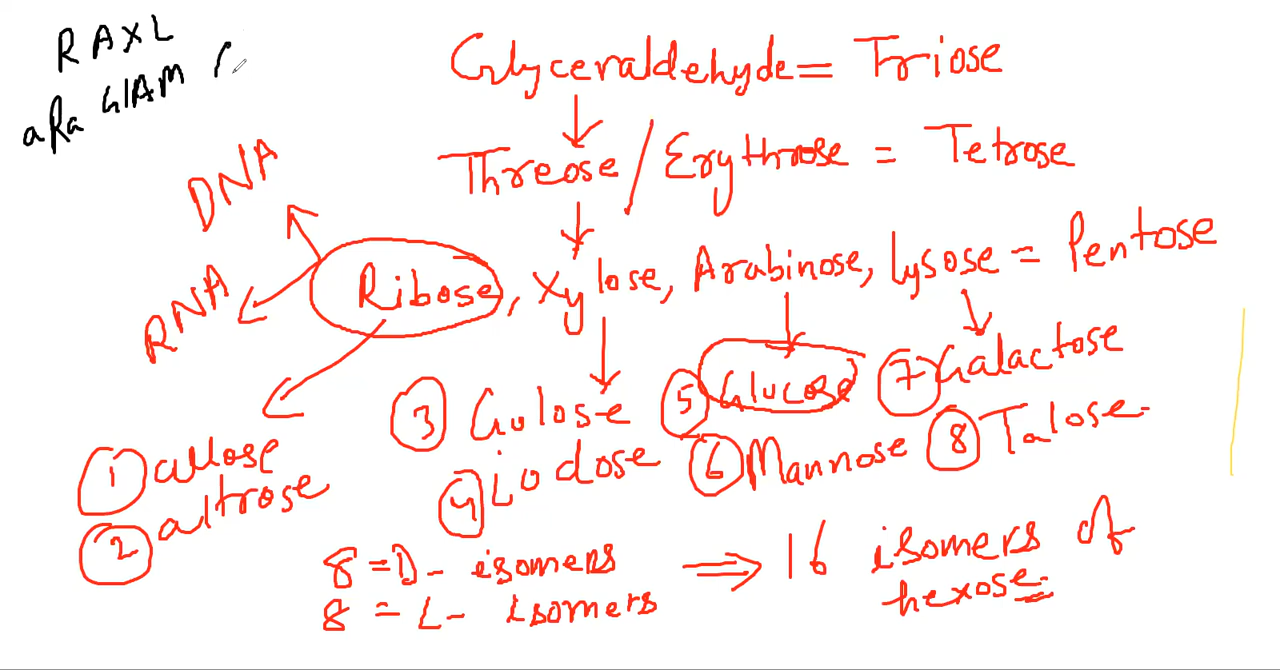 RAXL
aRa GIAM
Glyceraldehyde = Triose
Threose / Erythrose = Tetrose
DNA
RNA
Ribose, Xylose, Arabinose, Lysose = Pentose
3 Gulose 5 Glucose 7 Galactose
4 iodose 6 Mannose 8 Talose
1 allose
2 altrose
8 = D- isomers ⇒ 16 isomers of
8 = L- isomers hexose